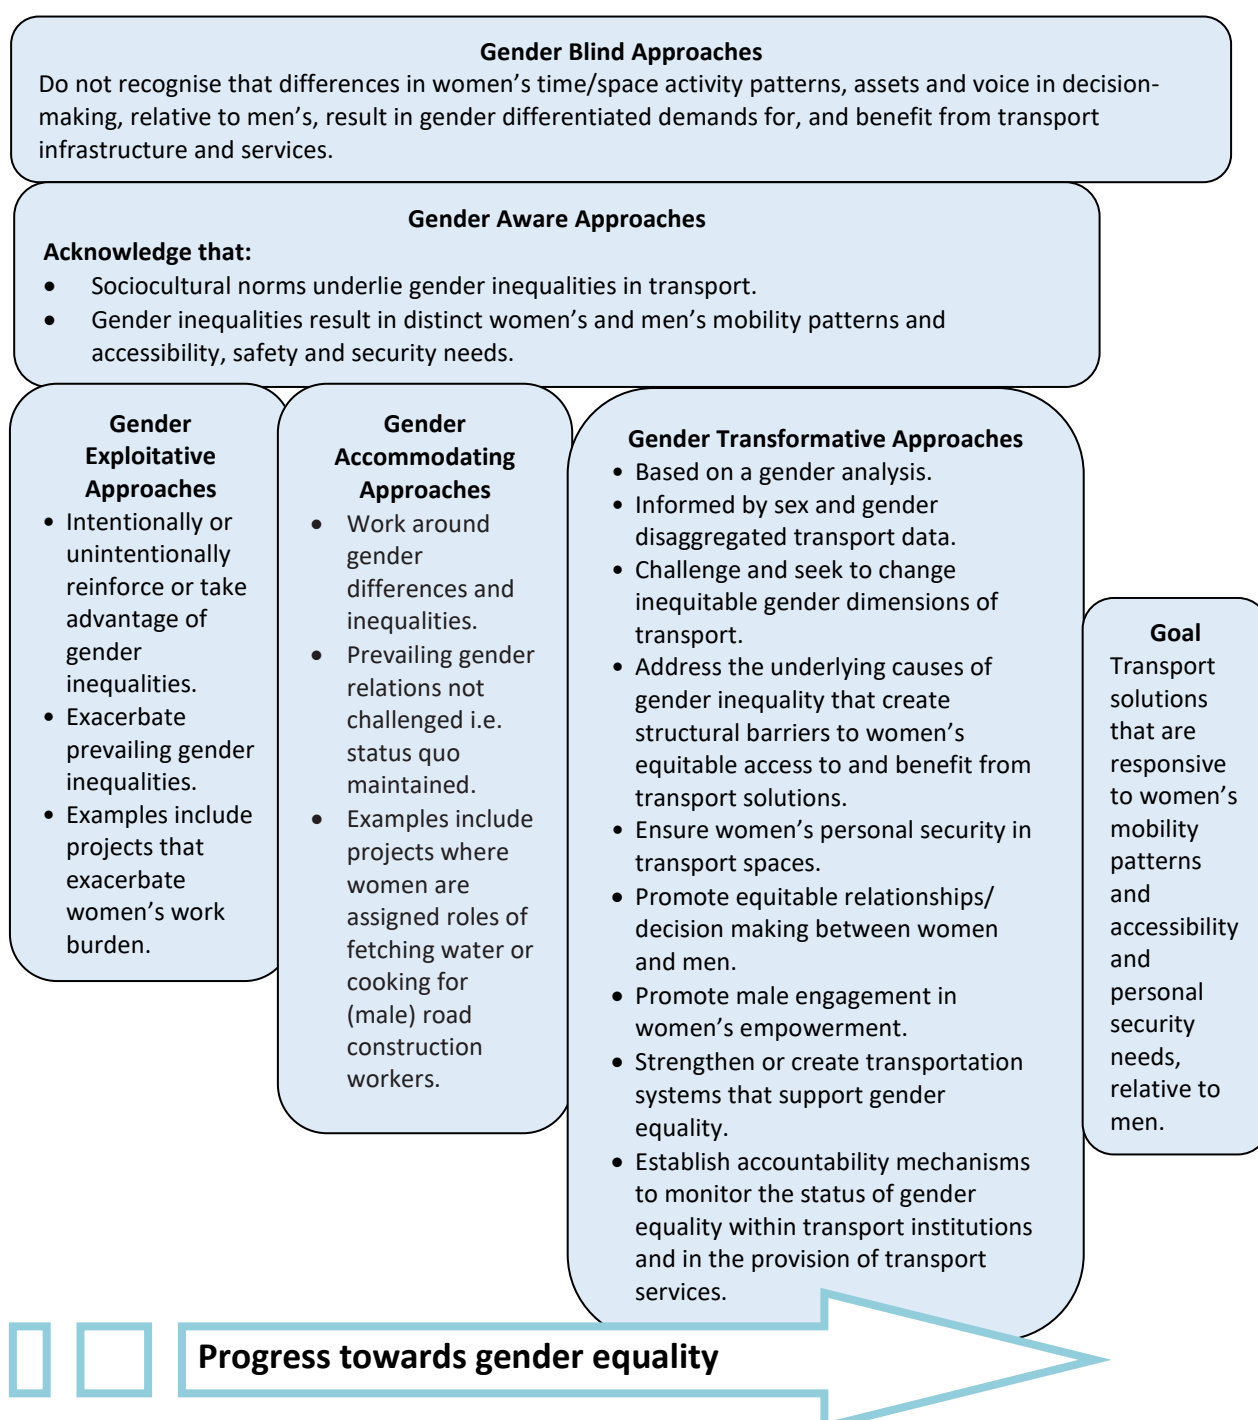 Gender Blind Approaches
Do not recognise that differences in women’s time/space activity patterns, assets and voice in decision-
making, relative to men’s, result in gender differentiated demands for, and benefit from transport
infrastructure and services.
Gender Aware Approaches
Acknowledge that:
• Sociocultural norms underlie gender inequalities in transport.
• Gender inequalities result in distinct women’s and men’s mobility patterns and
accessibility, safety and security needs.
Gender
Exploitative
Approaches
• Intentionally or
unintentionally
reinforce or take
advantage of
gender
inequalities.
• Exacerbate
prevailing gender
inequalities.
• Examples include
projects that
exacerbate
women’s work
burden.
Gender
Accommodating
Approaches
• Work around
gender
differences and
inequalities.
• Prevailing gender
relations not
challenged i.e.
status quo
maintained.
• Examples include
projects where
women are
assigned roles of
fetching water or
cooking for
(male) road
construction
workers.
Gender Transformative Approaches
• Based on a gender analysis.
• Informed by sex and gender
disaggregated transport data.
• Challenge and seek to change
inequitable gender dimensions of
transport.
• Address the underlying causes of
gender inequality that create
structural barriers to women’s
equitable access to and benefit from
transport solutions.
• Ensure women’s personal security in
transport spaces.
• Promote equitable relationships/
decision making between women
and men.
• Promote male engagement in
women’s empowerment.
• Strengthen or create transportation
systems that support gender
equality.
• Establish accountability mechanisms
to monitor the status of gender
equality within transport institutions
and in the provision of transport
services.
Goal
Transport
solutions
that are
responsive
to women’s
mobility
patterns
and
accessibility
and
personal
security
needs,
relative to
men.
Progress towards gender equality